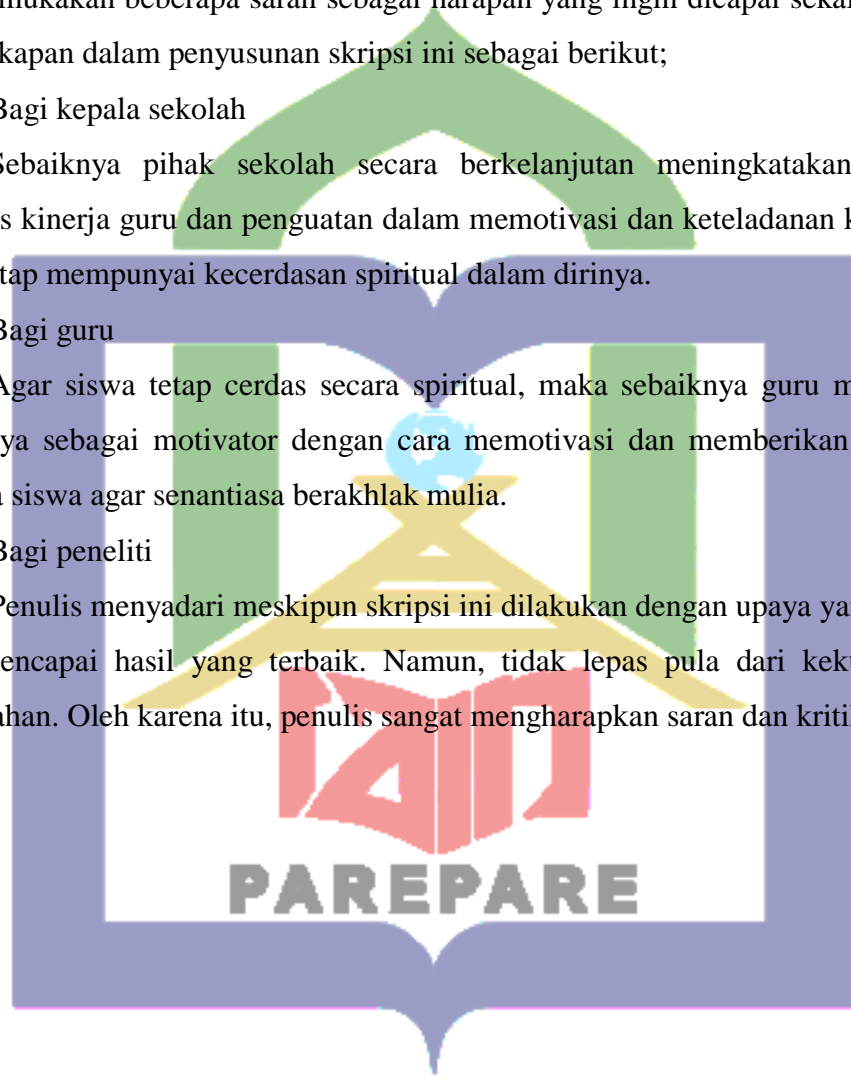 mukakan beberapa saran sebagai harapan yang ingin dicapai seka
kapan dalam penyusunan skripsi ini sebagai berikut;
Bagi kepala sekolah
Sebaiknya pihak sekolah secara berkelanjutan meningkatakan
s kinerja guru dan penguatan dalam memotivasi dan keteladanan k
tap mempunyai kecerdasan spiritual dalam dirinya.
Bagi guru
Agar siswa tetap cerdas secara spiritual, maka sebaiknya guru m
ya sebagai motivator dengan cara memotivasi dan memberikan
siswa agar senantiasa berakhlak mulia.
Bagi peneliti
Penulis menyadari meskipun skripsi ini dilakukan dengan upaya ya
encapai hasil yang terbaik. Namun, tidak lepas pula dari kek
ahan. Oleh karena itu, penulis sangat mengharapkan saran dan kriti
PAREPARE